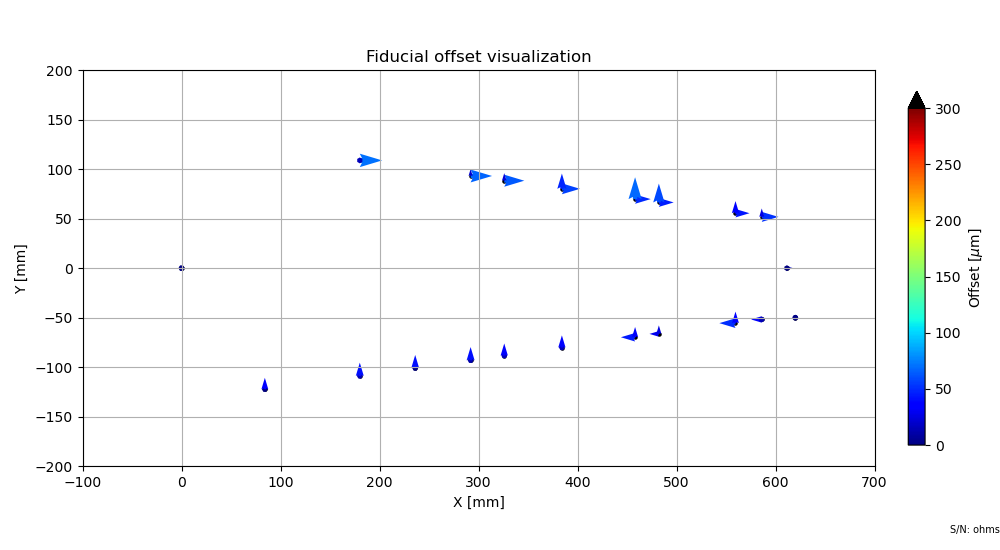 Fiducial offset visualization
200
150
100
50
0
−50
−100
−150
−200
Y [mm]
−100 0 100 200 300 400 500 600 700
X [mm]
300
250
200
150
100
50
0
Offset [μm]
S/N: ohms